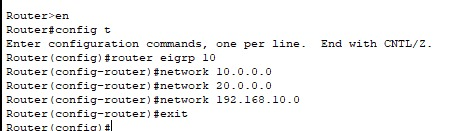 Router>en
Router#config t
Enter configuration commands, one per line.  End with CNTL/Z.
Router(config)#router eigrp 10
Router(config-router)#network 10.0.0.0
Router(config-router)#network 20.0.0.0
Router(config-router)#network 192.168.10.0
Router(config-router)#exit
Router(config)#